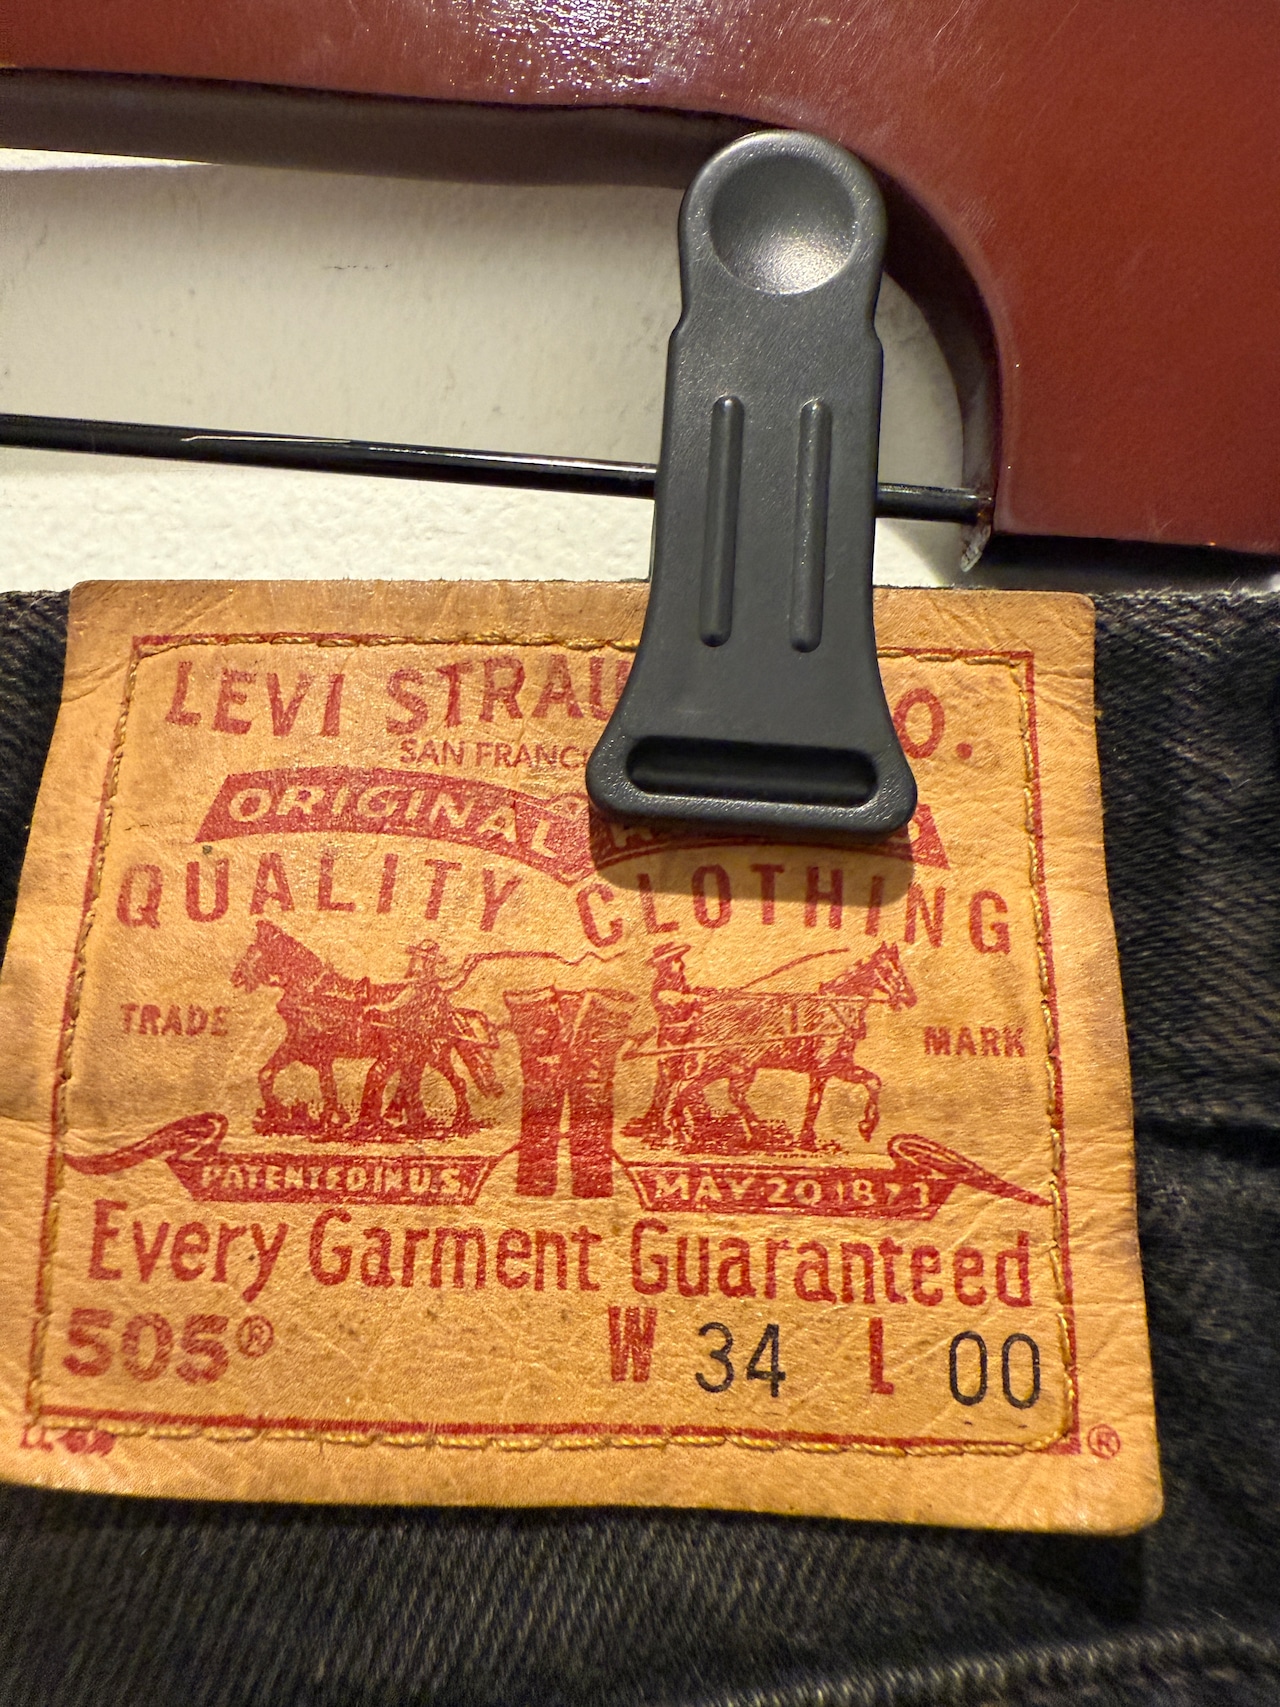 LEVI STRAU O.
SAN FRANC
ORIGINAL
QUALITY CLOTHING
TRADE MARK
PATENTED IN U.S. MAY 20 1873
Every Garment Guaranteed
505® W 34 L 00
®